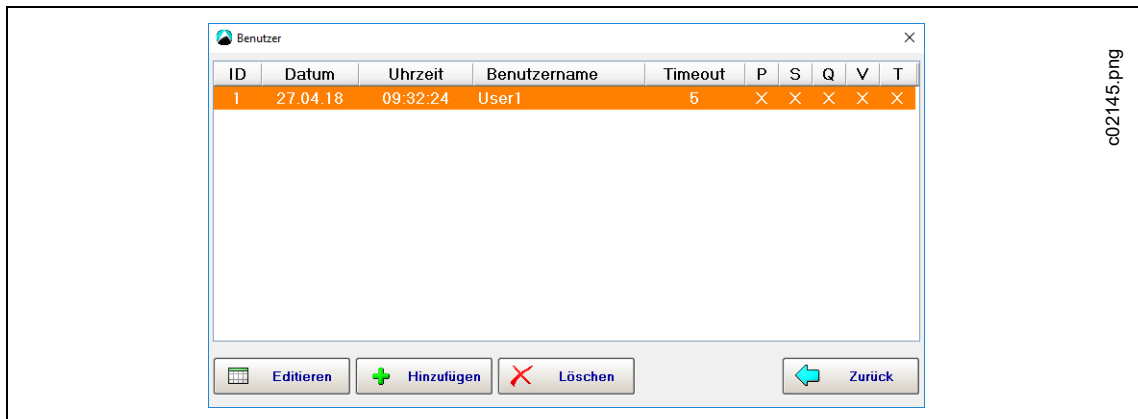 Benutzer
ID Datum Uhrzeit Benutzername Timeout P S Q V T
1 27.04.18 09:32:24 User1 5 X X X X X
Editieren Hinzufügen Löschen Zurück
c02145.png